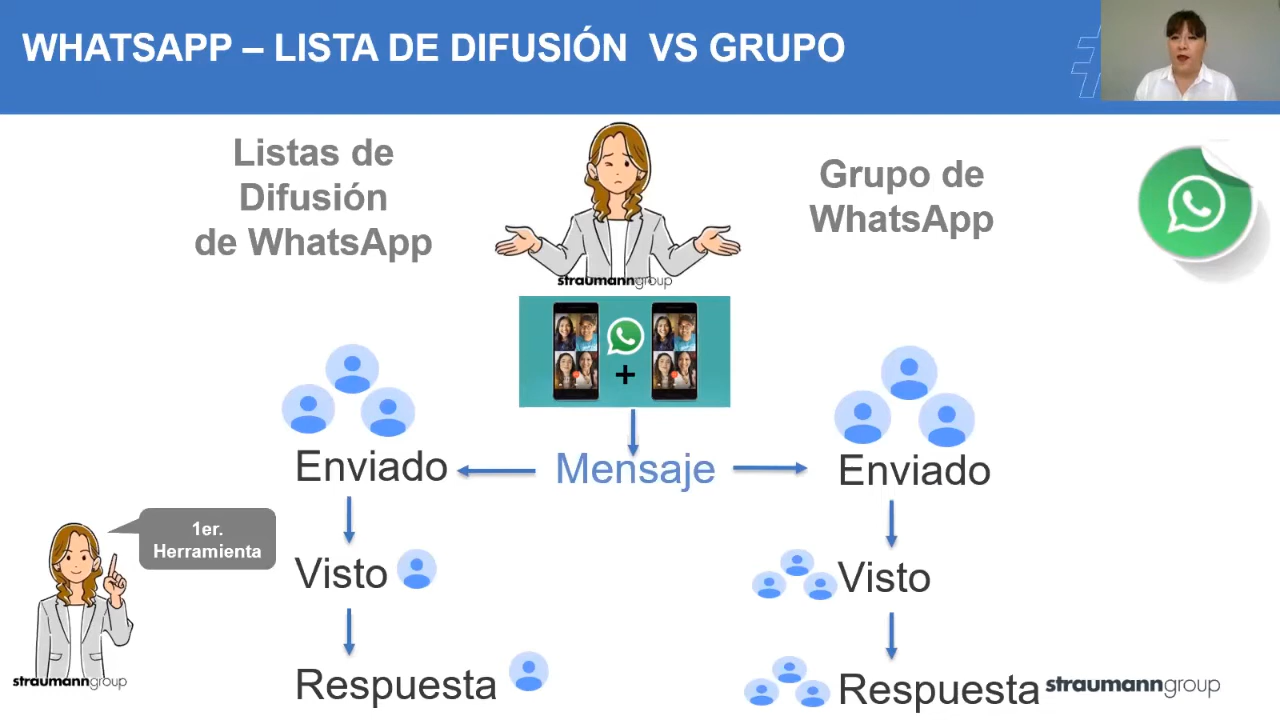 WHATSAPP – LISTA DE DIFUSIÓN VS GRUPO
Listas de
Difusión
de WhatsApp
Grupo de
WhatsApp
straumanngroup
+
Enviado
Mensaje
Enviado
1er.
Herramienta
Visto
Visto
Respuesta
Respuesta
straumanngroup
straumanngroup